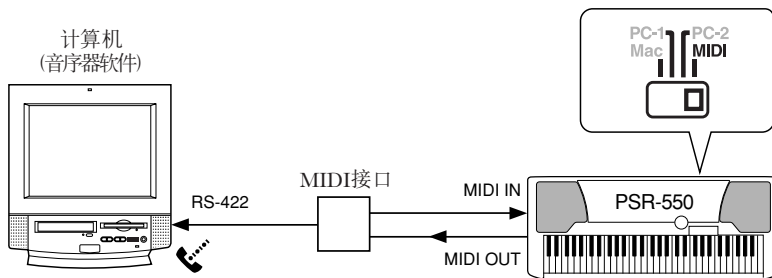 计算机
(音序器软件)
PC-1
PC-2
Mac
MIDI
MIDI接口
RS-422
MIDI IN
PSR-550
MIDI OUT